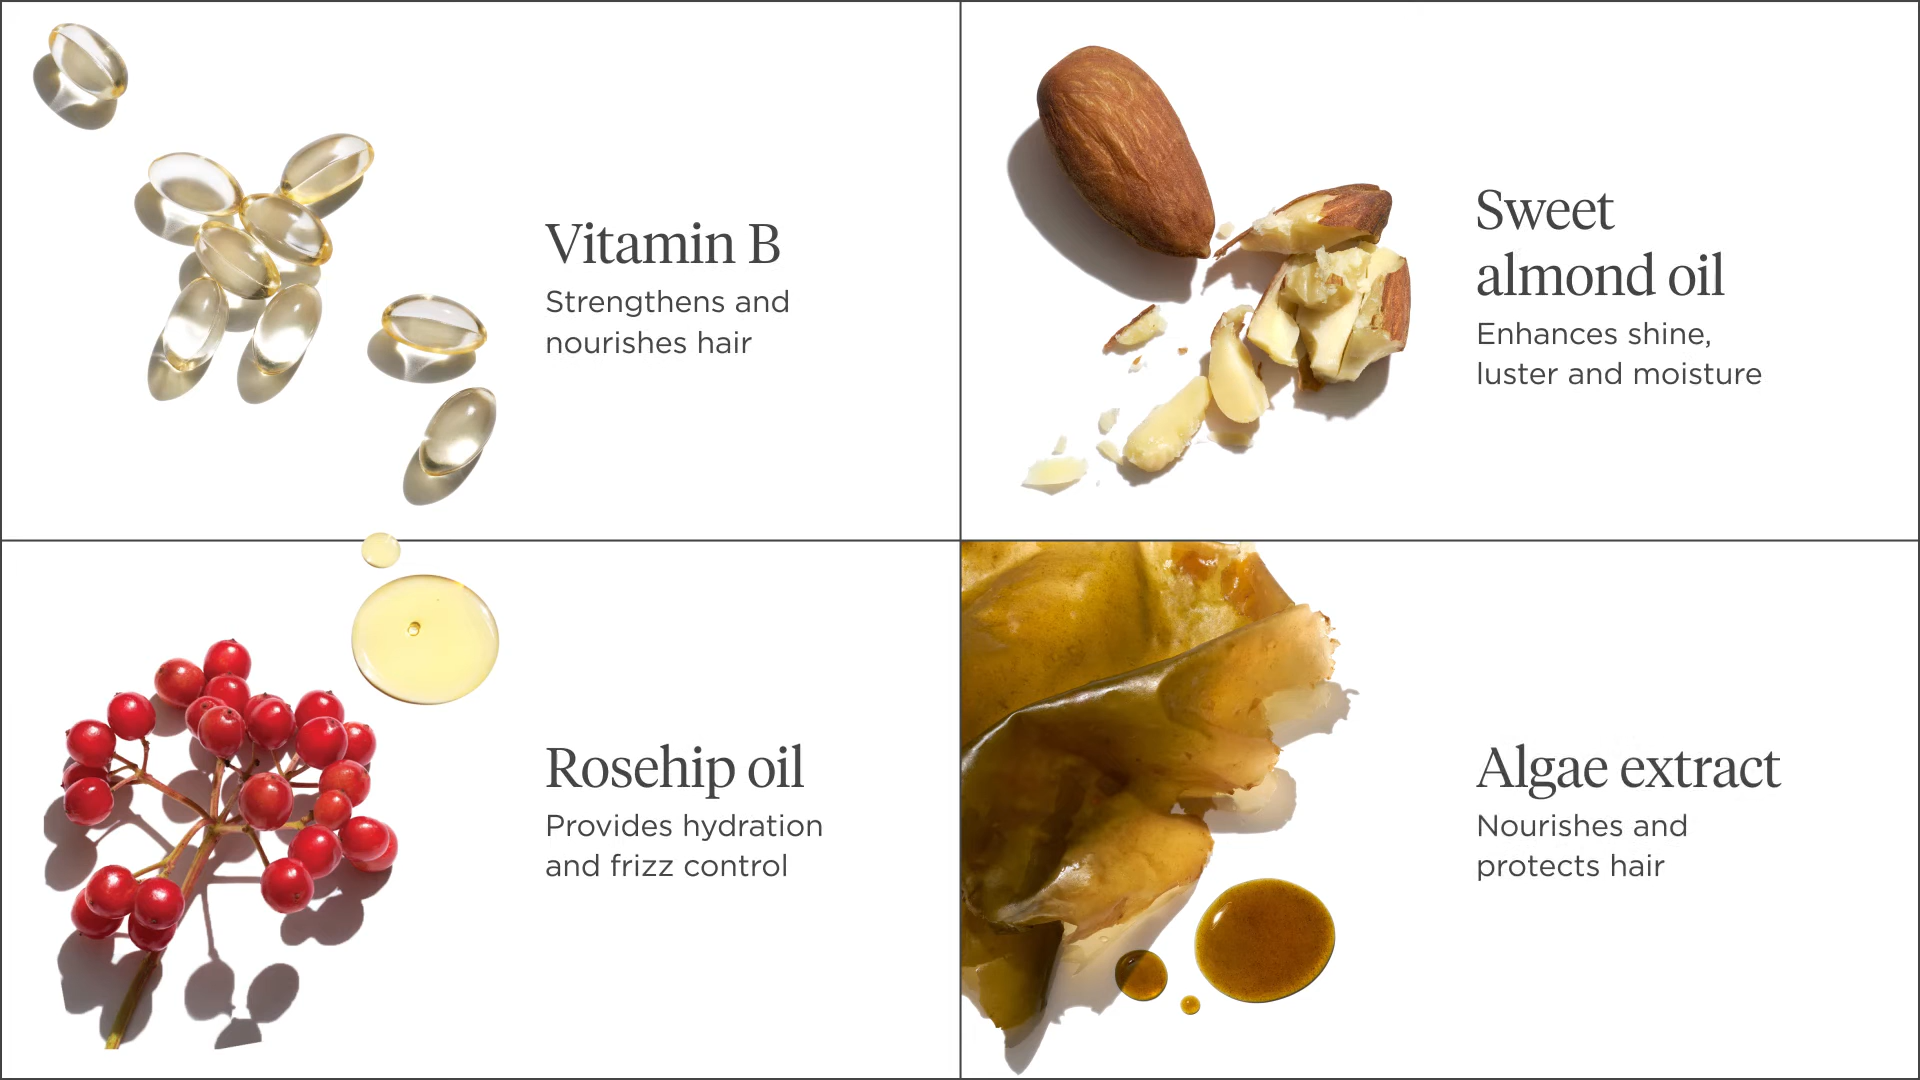 Vitamin B
Strengthens and
nourishes hair
Sweet
almond oil
Enhances shine,
luster and moisture
Rosehip oil
Provides hydration
and frizz control
Algae extract
Nourishes and
protects hair